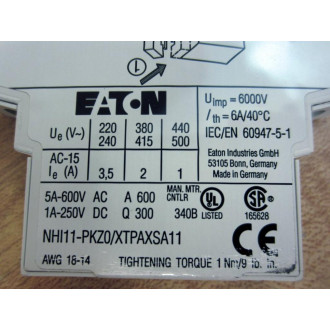 EATON
Uimp = 6000V
Ith = 6A/40°C
IEC/EN 60947-5-1
Ue (V~) 220 240 380 415 440 500
AC-15 Ie (A) 3,5 2 1
Eaton Industries GmbH
53105 Bonn, Germany
Made in Germany
5A-600V AC A 600 MAN. MTR. CNTLR
1A-250V DC Q 300 340B UL LISTED SA 165628
NHI11-PKZ0/XTPAXSA11 CE
AWG 18-14 TIGHTENING TORQUE 1 Nm/9 lb. in.